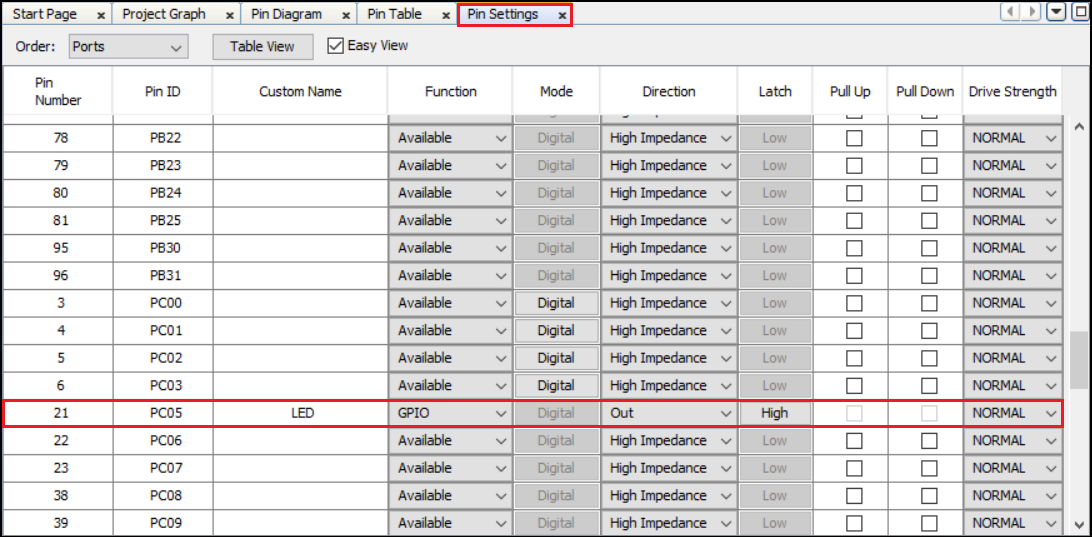 Start Page x Project Graph x Pin Diagram x Pin Table x Pin Settings x
Order: Ports Table View Easy View
Pin Number Pin ID Custom Name Function Mode Direction Latch Pull Up Pull Down Drive Strength
78 PB22 Available Digital High Impedance Low NORMAL
79 PB23 Available Digital High Impedance Low NORMAL
80 PB24 Available Digital High Impedance Low NORMAL
81 PB25 Available Digital High Impedance Low NORMAL
95 PB30 Available Digital High Impedance Low NORMAL
96 PB31 Available Digital High Impedance Low NORMAL
3 PC00 Available Digital High Impedance Low NORMAL
4 PC01 Available Digital High Impedance Low NORMAL
5 PC02 Available Digital High Impedance Low NORMAL
6 PC03 Available Digital High Impedance Low NORMAL
21 PC05 LED GPIO Digital Out High NORMAL
22 PC06 Available Digital High Impedance Low NORMAL
23 PC07 Available Digital High Impedance Low NORMAL
38 PC08 Available Digital High Impedance Low NORMAL
39 PC09 Available Digital High Impedance Low NORMAL